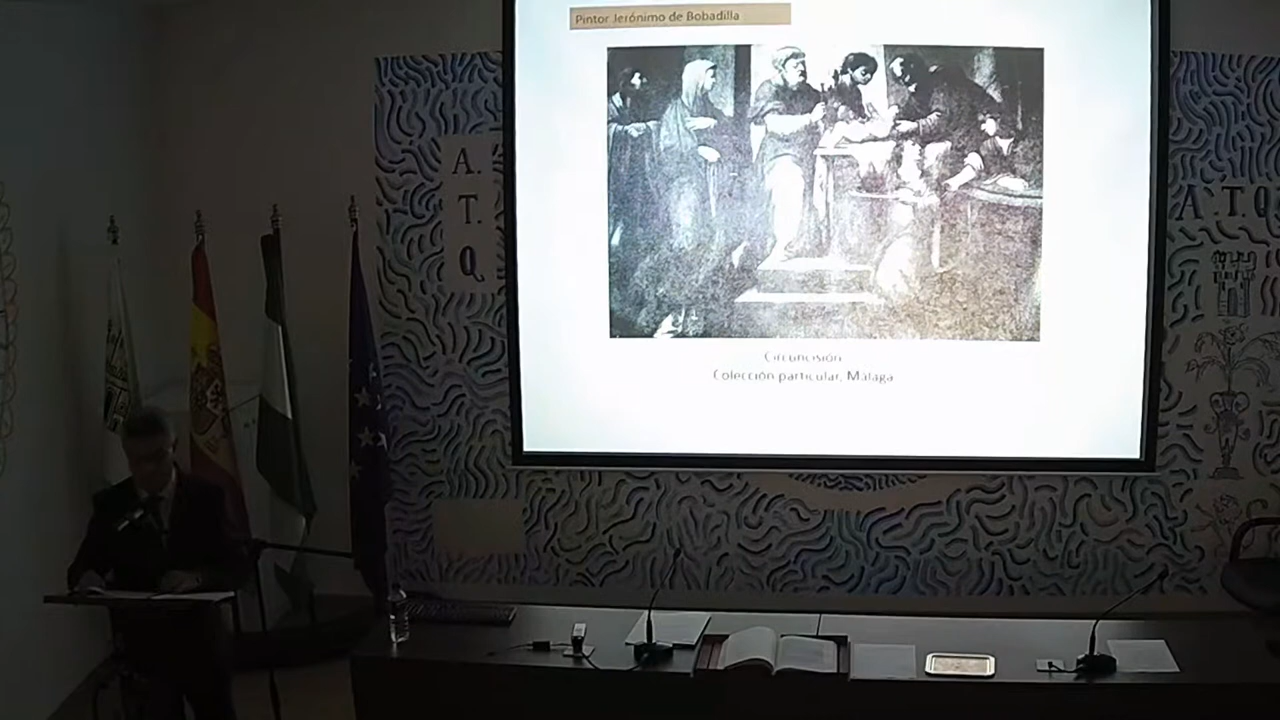 Pintor Jerónimo de Bobadilla
Circuncisión
Colección particular, Málaga
A.
T.
Q
A.T.Q